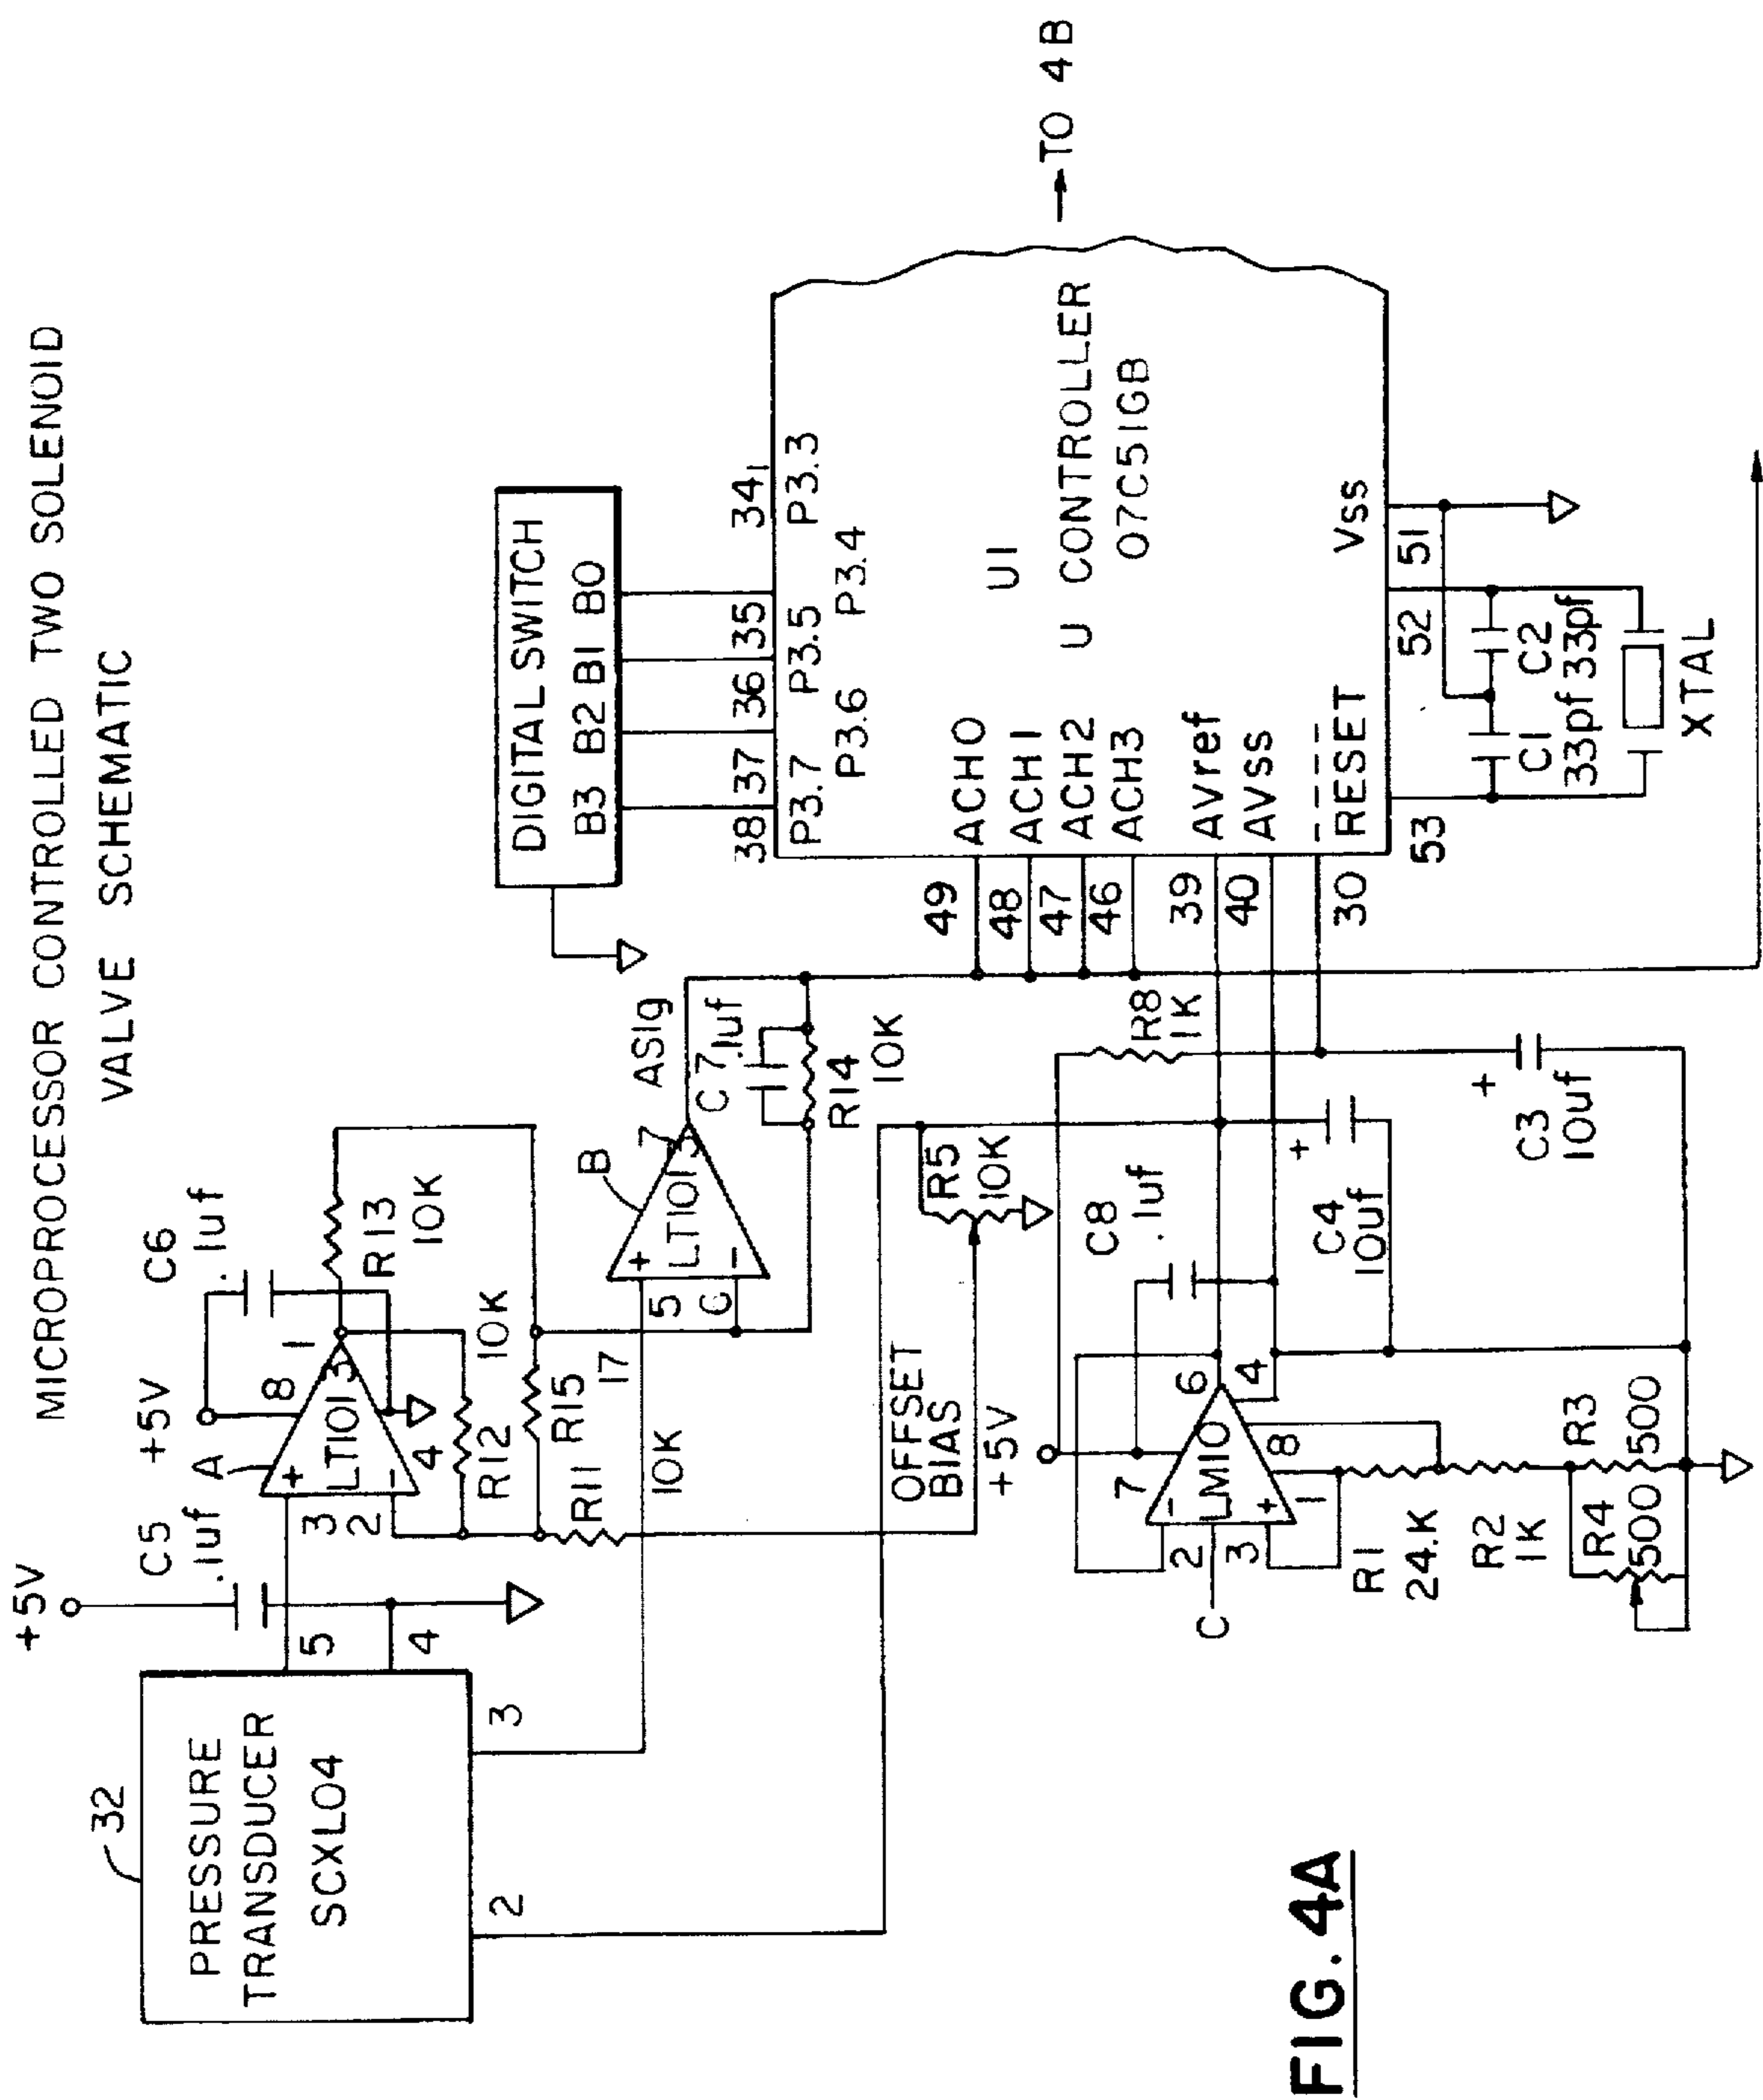 MICROPROCESSOR CONTROLLED TWO SOLENOID
VALVE SCHEMATIC
32
PRESSURE
TRANSDUCER
SCXL04
5
4
3
2
+5V
C5
.1uf
+5V
A
C6
.1uf
+
-
LT1013
3
2
8
1
4
R13
10K
R12
10K
R15
R11
17
10K
B
+
-
LT1013
5
6
7
ASIG
C7
.1uf
R14
10K
OFFSET
BIAS
R5
10K
+5V
C8
.1uf
C
-
+
LM10
7
2
3
6
4
8
1
R1
24.K
R2
1K
R3
500
R4
500
C4
10uf
+
R8
1K
C3
10uf
+
DIGITAL SWITCH
B3 B2 B1 B0
38 37 36 35 34
P3.7 P3.5 P3.3
P3.6 P3.4
49 ACH0
48 ACH1
47 ACH2
46 ACH3
39 AVref
40 AVss
30 RESET
U1
U CONTROLLER
07C51GB
Vss
53
52
51
C1
33pf
C2
33pf
XTAL
TO 4B
FIG. 4A